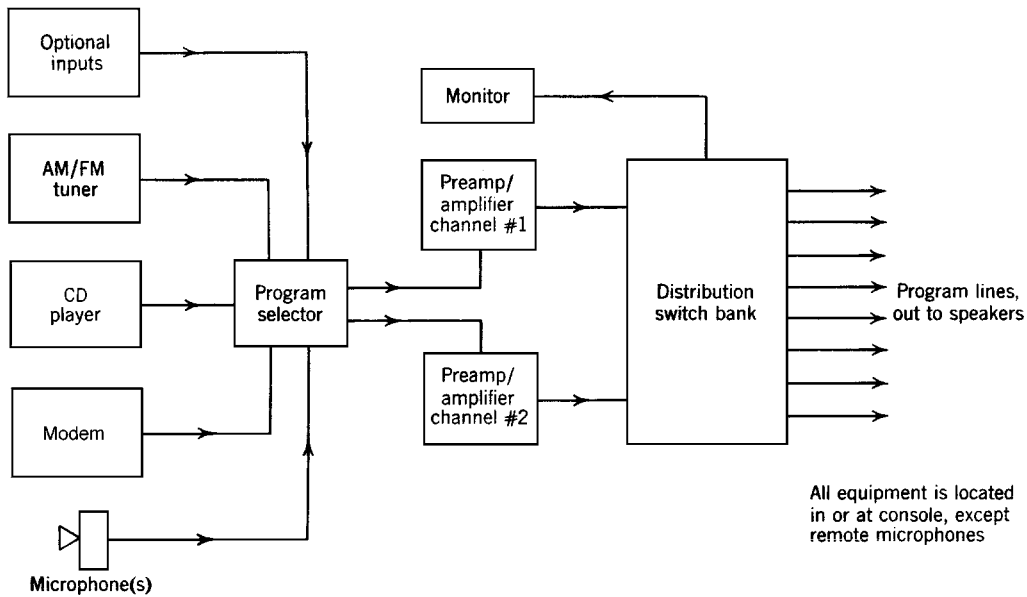 Optional
inputs
AM/FM
tuner
CD
player
Modem
Microphone(s)
Program
selector
Monitor
Preamp/
amplifier
channel #1
Preamp/
amplifier
channel #2
Distribution
switch bank
Program lines,
out to speakers
All equipment is located
in or at console, except
remote microphones